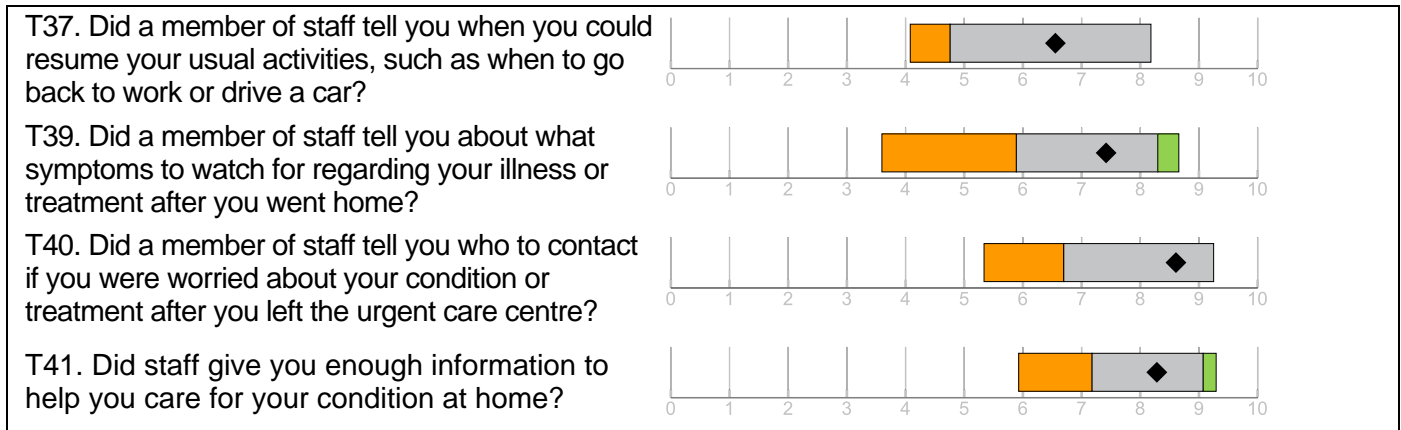 T37. Did a member of staff tell you when you could
resume your usual activities, such as when to go
back to work or drive a car?
0 1 2 3 4 5 6 7 8 9 10
T39. Did a member of staff tell you about what
symptoms to watch for regarding your illness or
treatment after you went home?
0 1 2 3 4 5 6 7 8 9 10
T40. Did a member of staff tell you who to contact
if you were worried about your condition or
treatment after you left the urgent care centre?
0 1 2 3 4 5 6 7 8 9 10
T41. Did staff give you enough information to
help you care for your condition at home?
0 1 2 3 4 5 6 7 8 9 10